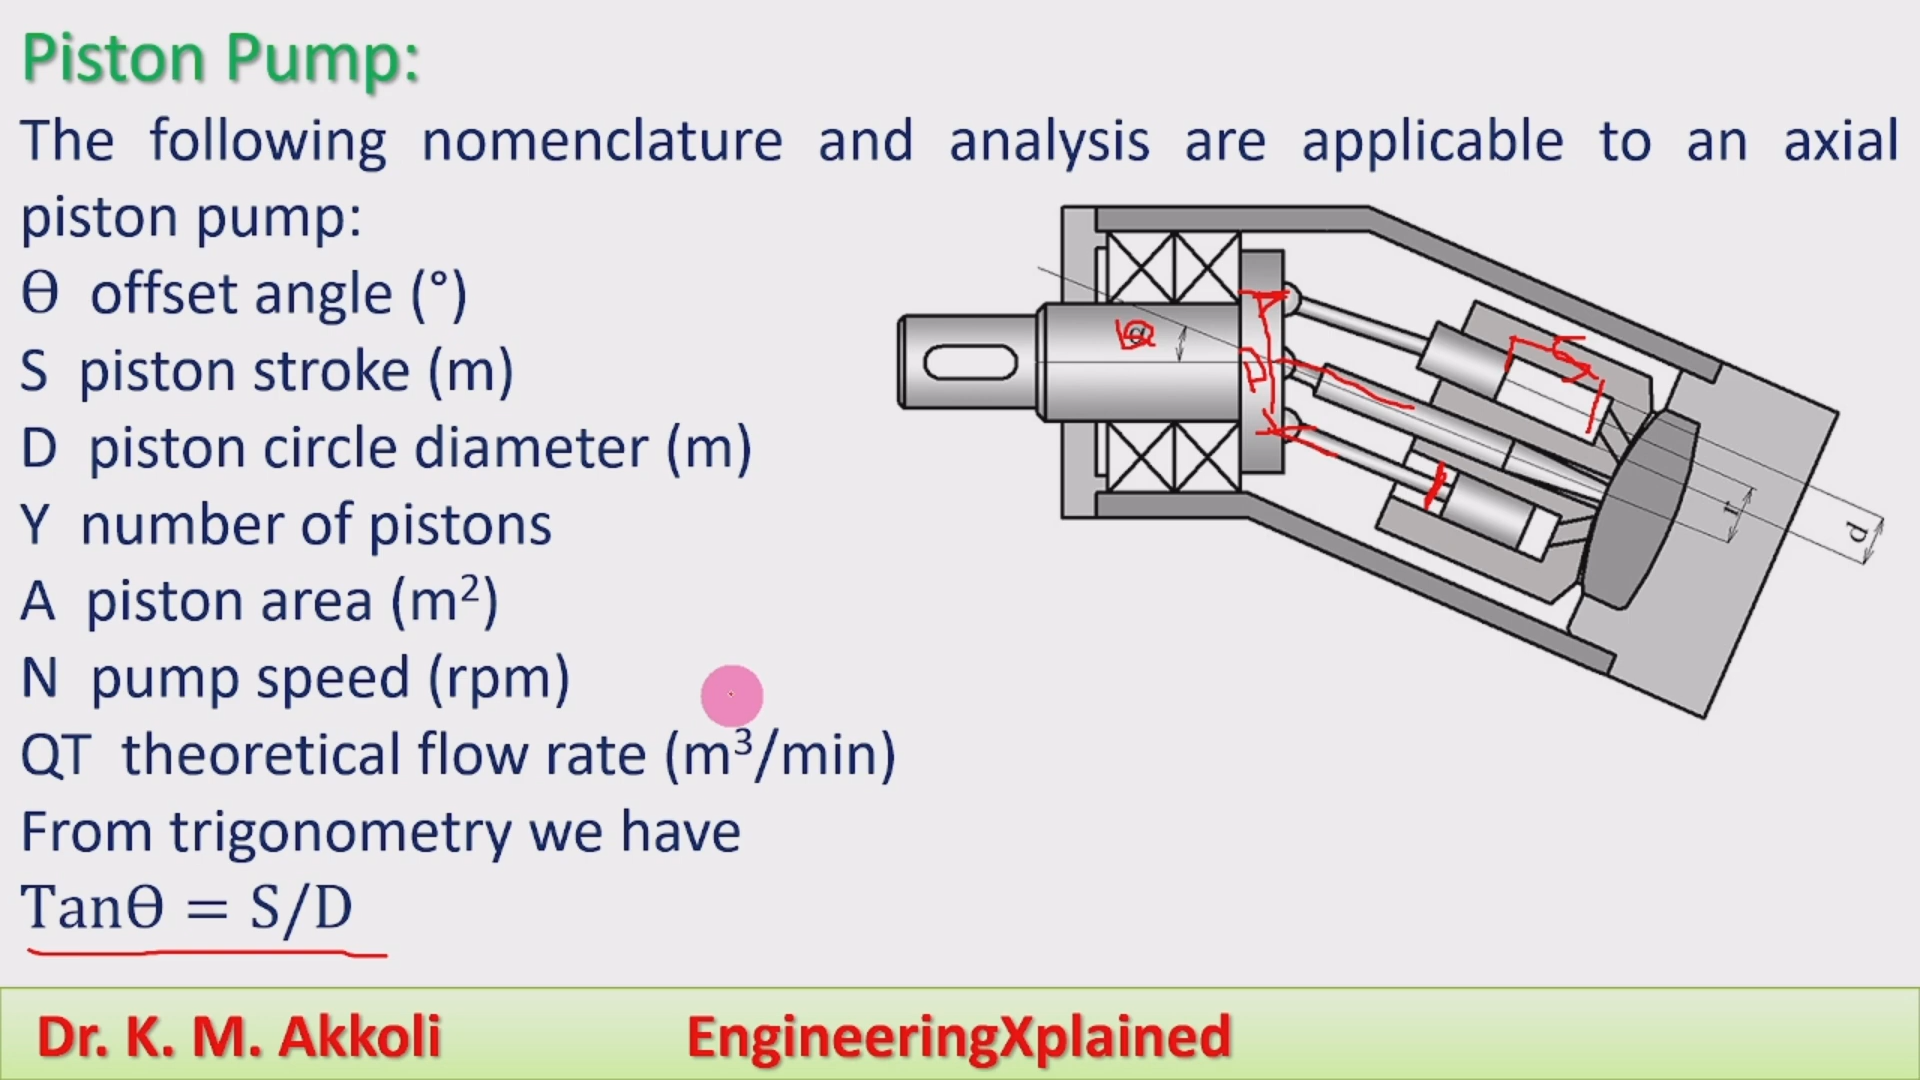 Piston Pump:
The following nomenclature and analysis are applicable to an axial
piston pump:
Ө offset angle (°)
S piston stroke (m)
D piston circle diameter (m)
Y number of pistons
A piston area (m²)
N pump speed (rpm)
QT theoretical flow rate (m³/min)
From trigonometry we have
TanӨ = S/D
D
S
r
d
Dr. K. M. Akkoli EngineeringXplained